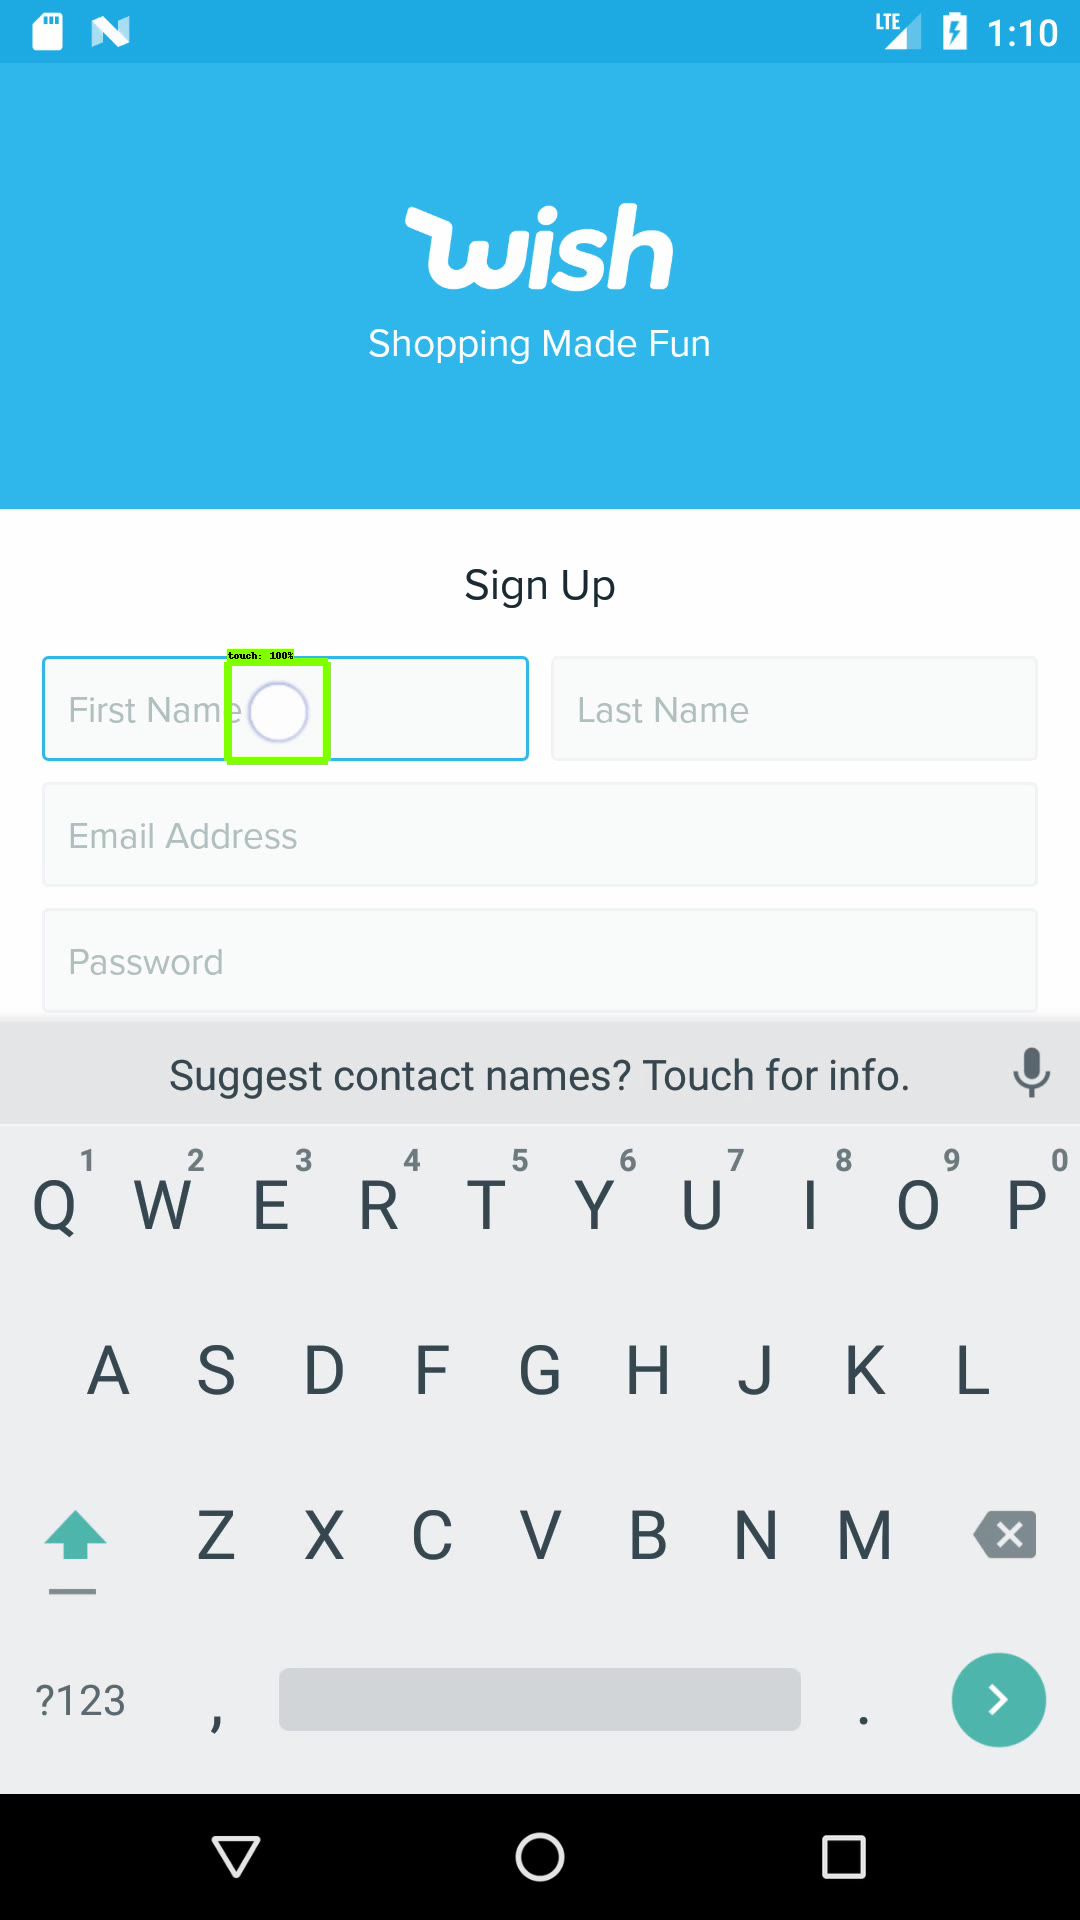 LTE 1:10
wish
Shopping Made Fun
Sign Up
touch: 100%
First Name Last Name
Email Address
Password
Suggest contact names? Touch for info.
1 2 3 4 5 6 7 8 9 0
Q W E R T Y U I O P
A S D F G H J K L
Z X C V B N M
?123 , .